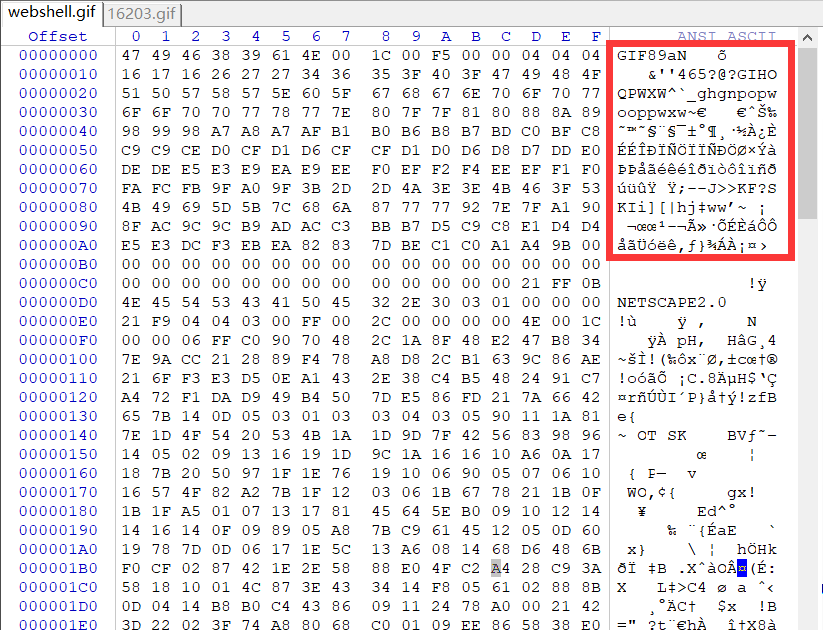 webshell.gif 16203.gif
Offset 0 1 2 3 4 5 6 7 8 9 A B C D E F ANSI ASCII
00000000 47 49 46 38 39 61 4E 00 1C 00 F5 00 00 04 04 04 GIF89aN õ
00000010 16 17 16 26 27 27 34 36 35 3F 40 3F 47 49 48 4F &''465?@?GIHO
00000020 51 50 57 58 57 5E 60 5F 67 68 67 6E 70 6F 70 77 QPWXW^`_ghgnpopw
00000030 6F 6F 70 70 77 78 77 7E 80 7F 7F 81 80 88 8A 89 ooppwxw~€ €ˆŠ‰
00000040 98 99 98 A7 A8 A7 AF B1 B0 B6 B8 B7 BD C0 BF C8 ˜™˜§¨§¯±°¶¸·½À¿È
00000050 C9 C9 CE D0 CF D1 D6 CF CF D1 D0 D6 D8 D7 DD E0 ÉÉÎÐÏÑÖÏÏÑÐÖØ×Ýà
00000060 DE DE E5 E3 E9 EA E9 EE F0 EF F2 F4 EE EF F1 F0 ÞÞåãéêéîðïòôîïñð
00000070 FA FC FB 9F FA 9F 3B 2D 2D 4A 3E 3E 4B 46 3F 53 úüûŸúŸ;--J>>KF?S
00000080 4B 49 69 5D 5B 7C 68 6A 87 77 77 92 7E 7F A1 90 KIi][|hj‡ww’~ ¡
00000090 8F AC 9C 9C B9 AD AC C3 BB B7 D5 C9 C8 E1 D4 D4 ¬œœ¹-¬Ã»·ÕÉÈáÔÔ
000000A0 E5 E3 DC F3 EB EA 82 83 7D BE C1 C0 A1 A4 9B 00 åãÜóëê‚ƒ}¾ÁÀ¡¤›
000000B0 00 00 00 00 00 00 00 00 00 00 00 00 00 00 00 00
000000C0 00 00 00 00 00 00 00 00 00 00 00 00 00 21 FF 0B !ÿ
000000D0 4E 45 54 53 43 41 50 45 32 2E 30 03 01 00 00 00 NETSCAPE2.0
000000E0 21 F9 04 04 03 00 FF 00 2C 00 00 00 00 4E 00 1C !ù ÿ , N
000000F0 00 00 06 FF C0 90 70 48 2C 1A 8F 48 E2 47 B8 34 ÿÀ pH, HâG¸4
00000100 7E 9A CC 21 28 89 F4 78 A8 D8 2C B1 63 9C 86 AE ~šÌ!(‰ôx¨Ø,±cœ†®
00000110 21 6F F3 E3 D5 0E A1 43 2E 38 C4 B5 48 24 91 C7 !oóãÕ ¡C.8ÄµH$‘Ç
00000120 A4 72 F1 DA D9 49 B4 50 7D E5 86 FD 21 7A 66 42 ¤rñÚÙI´P}å†ý!zfB
00000130 65 7B 14 0D 05 03 01 03 03 04 03 05 90 11 1A 81 e{
00000140 7E 1D 4F 54 20 53 4B 1A 1D 9D 7F 42 56 83 98 96 ~ OT SK BVƒ˜–
00000150 14 05 02 09 13 16 19 1D 9C 1A 16 16 10 A6 0A 17 œ ¦
00000160 18 7B 20 50 97 1F 1E 76 19 10 06 90 05 07 06 10 { P— v
00000170 16 57 4F 82 A2 7B 1F 12 03 06 1B 67 78 21 1B 0F WO‚¢{ gx!
00000180 1B 1F A5 01 07 13 17 81 45 64 5E B0 09 10 12 14 ¥ Ed^°
00000190 14 16 14 0F 09 89 05 A8 7B C9 61 45 12 05 0D 60 ‰ ¨{ÉaE `
000001A0 19 78 7D 0D 06 17 1E 5C 13 A6 08 14 68 D6 48 6B x} \ ¦ hÖHk
000001B0 F0 CF 02 87 42 1E 2E 58 88 E0 4F C2 A4 28 C9 3A ðÏ ‡B .XˆàOÂ¤(É:
000001C0 58 18 10 01 4C 87 3E 43 34 14 F8 05 61 02 88 8B X L‡>C4 ø a ˆ‹
000001D0 0D 04 14 B8 B0 C4 43 86 09 11 24 78 A0 00 21 42 ¸°ÄC† $x !B
000001E0 3D 22 02 3F 74 A8 80 68 C0 01 09 EE 86 58 38 E0 =" ?t¨€hÀ î†X8à